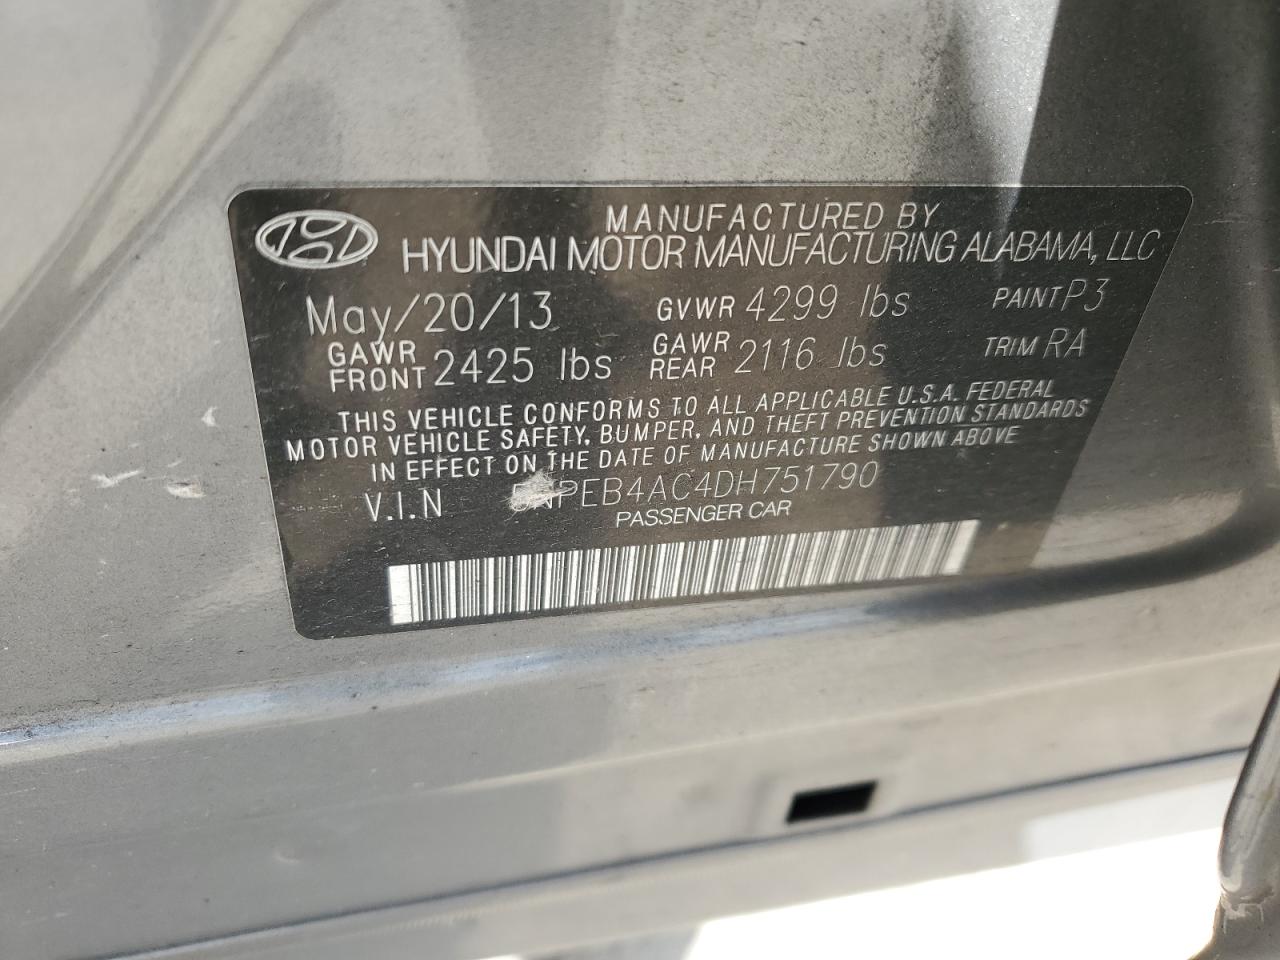 MANUFACTURED BY
HYUNDAI MOTOR MANUFACTURING ALABAMA, LLC
May/20/13 GVWR 4299 lbs PAINT P3
GAWR FRONT 2425 lbs GAWR REAR 2116 lbs TRIM RA
THIS VEHICLE CONFORMS TO ALL APPLICABLE U.S.A. FEDERAL
MOTOR VEHICLE SAFETY, BUMPER, AND THEFT PREVENTION STANDARDS
IN EFFECT ON THE DATE OF MANUFACTURE SHOWN ABOVE
V.I.N 5NPEB4AC4DH751790
PASSENGER CAR